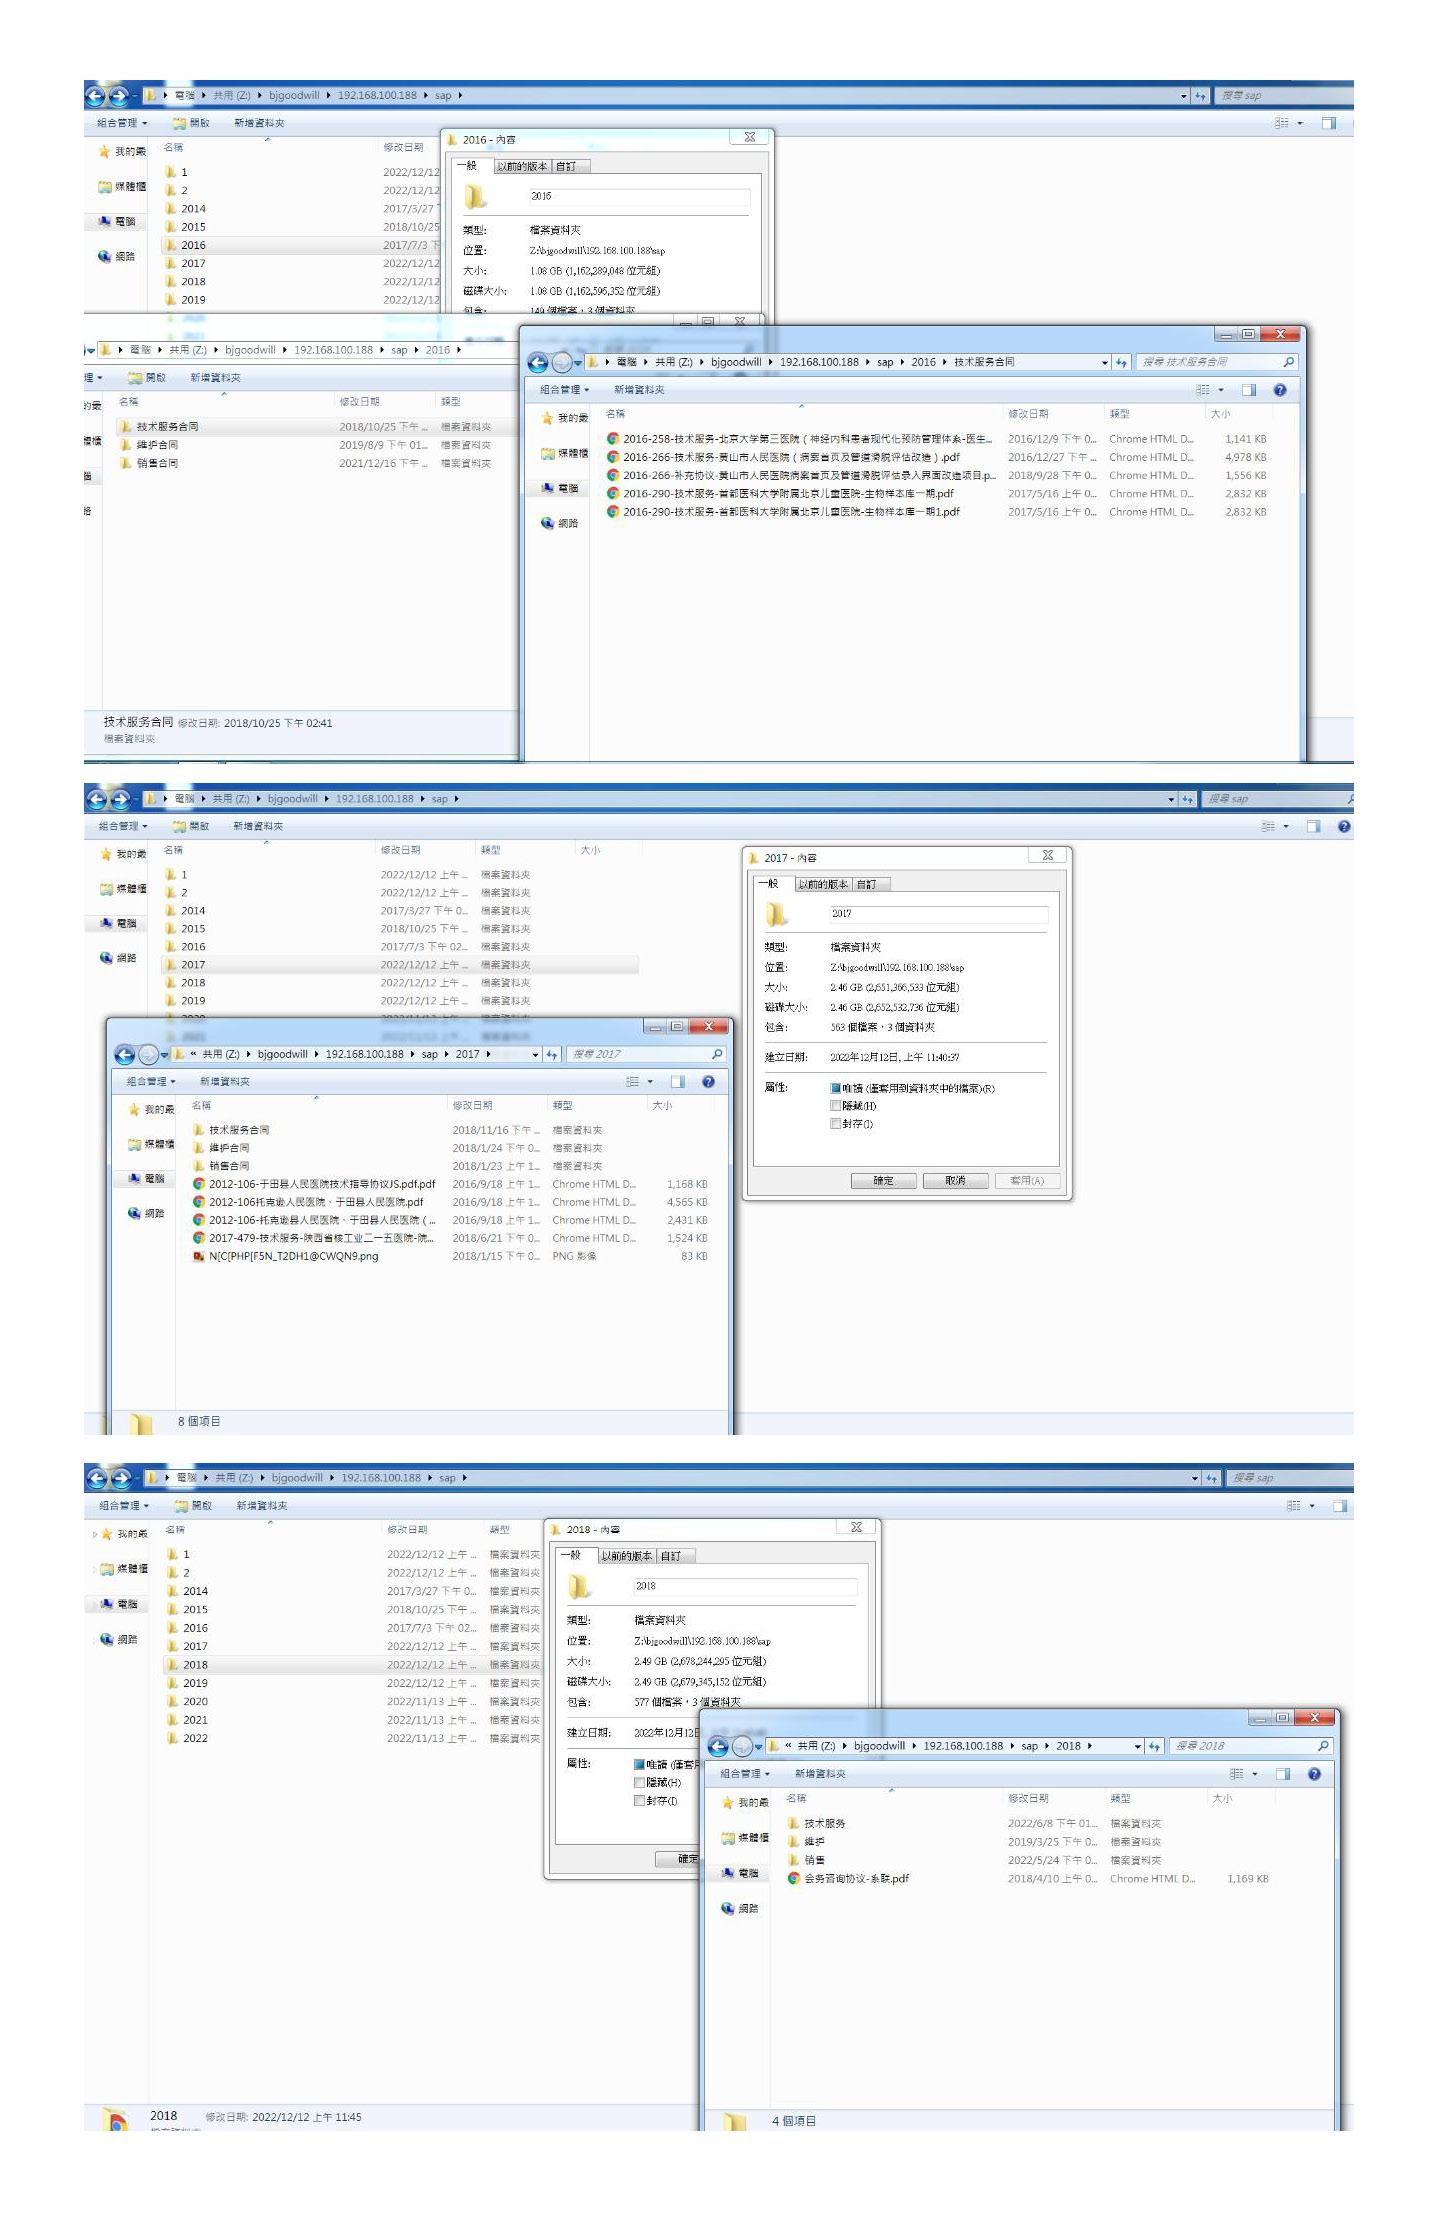 電腦 ▸ 共用 (Z:) ▸ bjgoodwill ▸ 192.168.100.188 ▸ sap ▸ 搜尋 sap
組合管理 開啟 新增資料夾
名稱 修改日期
我的最
媒體櫃
電腦
網路
1 2022/12/12
2 2022/12/12
2014 2017/3/27
2015 2018/10/25
2016 2017/7/3 下
2017 2022/12/12
2018 2022/12/12
2019 2022/12/12
2016 - 內容
一般 以前的版本 自訂
2016
類型: 檔案資料夾
位置: Z:\bjgoodwill\192.168.100.188\sap
大小: 1.08 GB (1,162,289,048 位元組)
磁碟大小: 1.08 GB (1,162,596,352 位元組)
包含: 149 個檔案，3 個資料夾
電腦 ▸ 共用 (Z:) ▸ bjgoodwill ▸ 192.168.100.188 ▸ sap ▸ 2016 ▸
理 開啟 新增資料夾
名稱 修改日期 類型
的最
體櫃
腦
路
技术服务合同 2018/10/25 下午 ... 檔案資料夾
維护合同 2019/8/9 下午 01... 檔案資料夾
销售合同 2021/12/16 下午 ... 檔案資料夾
技术服务合同 修改日期: 2018/10/25 下午 02:41
檔案資料夾
電腦 ▸ 共用 (Z:) ▸ bjgoodwill ▸ 192.168.100.188 ▸ sap ▸ 2016 ▸ 技术服务合同 搜尋 技术服务合同
組合管理 新增資料夾
名稱 修改日期 類型 大小
我的最
媒體櫃
電腦
網路
2016-258-技术服务-北京大学第三医院（神经内科患者现代化预防管理体系-医生... 2016/12/9 下午 0... Chrome HTML D... 1,141 KB
2016-266-技术服务-黄山市人民医院（病案首页及管道滑脱评估改造）.pdf 2016/12/27 下午 ... Chrome HTML D... 4,978 KB
2016-266-补充协议-黄山市人民医院病案首页及管道滑脱评估录入界面改造项目.p... 2018/9/28 下午 0... Chrome HTML D... 1,556 KB
2016-290-技术服务-首都医科大学附属北京儿童医院-生物样本库一期.pdf 2017/5/16 上午 0... Chrome HTML D... 2,832 KB
2016-290-技术服务-首都医科大学附属北京儿童医院-生物样本库一期1.pdf 2017/5/16 上午 0... Chrome HTML D... 2,832 KB
電腦 ▸ 共用 (Z:) ▸ bjgoodwill ▸ 192.168.100.188 ▸ sap ▸ 搜尋 sap
組合管理 開啟 新增資料夾
名稱 修改日期 類型 大小
我的最
媒體櫃
電腦
網路
1 2022/12/12 上午 ... 檔案資料夾
2 2022/12/12 上午 ... 檔案資料夾
2014 2017/3/27 下午 0... 檔案資料夾
2015 2018/10/25 下午 ... 檔案資料夾
2016 2017/7/3 下午 02... 檔案資料夾
2017 2022/12/12 上午 ... 檔案資料夾
2018 2022/12/12 上午 ... 檔案資料夾
2019 2022/12/12 上午 ... 檔案資料夾
2017 - 內容
一般 以前的版本 自訂
2017
類型: 檔案資料夾
位置: Z:\bjgoodwill\192.168.100.188\sap
大小: 2.46 GB (2,651,366,533 位元組)
磁碟大小: 2.46 GB (2,652,532,736 位元組)
包含: 563 個檔案，3 個資料夾
建立日期: 2022年12月12日, 上午 11:40:37
屬性: 唯讀 (僅套用到資料夾中的檔案)(R)
隱藏(H)
封存(I)
確定 取消 套用(A)
« 共用 (Z:) ▸ bjgoodwill ▸ 192.168.100.188 ▸ sap ▸ 2017 ▸ 搜尋 2017
組合管理 新增資料夾
名稱 修改日期 類型 大小
我的最
媒體櫃
電腦
網路
技术服务合同 2018/11/16 下午 ... 檔案資料夾
維护合同 2018/1/24 下午 0... 檔案資料夾
销售合同 2018/1/23 上午 1... 檔案資料夾
2012-106-于田县人民医院技术指导协议JS.pdf.pdf 2016/9/18 上午 1... Chrome HTML D... 1,168 KB
2012-106托克逊人民医院、于田县人民医院.pdf 2016/9/18 上午 1... Chrome HTML D... 4,565 KB
2012-106-托克逊县人民医院、于田县人民医院 (... 2016/9/18 上午 1... Chrome HTML D... 2,431 KB
2017-479-技术服务-陕西省核工业二一五医院-院... 2018/6/21 下午 0... Chrome HTML D... 1,524 KB
N[C[PHP[F5N_T2DH1@CWQN9.png 2018/1/15 下午 0... PNG 影像 83 KB
8 個項目
電腦 ▸ 共用 (Z:) ▸ bjgoodwill ▸ 192.168.100.188 ▸ sap ▸ 搜尋 sap
組合管理 開啟 新增資料夾
名稱 修改日期 類型
我的最
媒體櫃
電腦
網路
1 2022/12/12 上午 ... 檔案資料夾
2 2022/12/12 上午 ... 檔案資料夾
2014 2017/3/27 下午 0... 檔案資料夾
2015 2018/10/25 下午 ... 檔案資料夾
2016 2017/7/3 下午 02... 檔案資料夾
2017 2022/12/12 上午 ... 檔案資料夾
2018 2022/12/12 上午 ... 檔案資料夾
2019 2022/12/12 上午 ... 檔案資料夾
2020 2022/11/13 上午 ... 檔案資料夾
2021 2022/11/13 上午 ... 檔案資料夾
2022 2022/11/13 上午 ... 檔案資料夾
2018 - 內容
一般 以前的版本 自訂
2018
類型: 檔案資料夾
位置: Z:\bjgoodwill\192.168.100.188\sap
大小: 2.49 GB (2,678,244,295 位元組)
磁碟大小: 2.49 GB (2,679,345,152 位元組)
包含: 577 個檔案，3 個資料夾
建立日期: 2022年12月12日
屬性: 唯讀 (僅套用
隱藏(H)
封存(I)
確定
« 共用 (Z:) ▸ bjgoodwill ▸ 192.168.100.188 ▸ sap ▸ 2018 ▸ 搜尋 2018
組合管理 新增資料夾
名稱 修改日期 類型 大小
我的最
媒體櫃
電腦
網路
技术服务 2022/6/8 下午 01... 檔案資料夾
維护 2019/3/25 下午 0... 檔案資料夾
销售 2022/5/24 下午 0... 檔案資料夾
会务咨询协议-系联.pdf 2018/4/10 上午 0... Chrome HTML D... 1,169 KB
4 個項目
2018 修改日期: 2022/12/12 上午 11:45